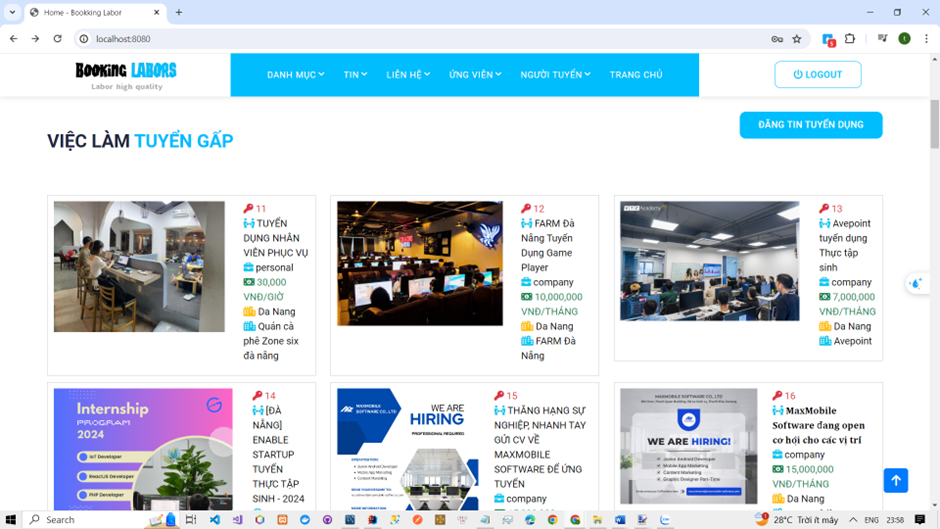 Home - Bookking Labor
localhost:8080
5
t
BOOKING LABORS
Labor high quality
DANH MỤC
TIN
LIÊN HỆ
ỨNG VIÊN
NGƯỜI TUYỂN
TRANG CHỦ
LOGOUT
VIỆC LÀM TUYỂN GẤP
ĐĂNG TIN TUYỂN DỤNG
11
TUYỂN
DỤNG NHÂN
VIÊN PHỤC VỤ
personal
30,000
VNĐ/GIỜ
Da Nang
Quán cà
phê Zone six
đà nẵng
12
FARM Đà
Nẵng Tuyển
Dụng Game
Player
company
10,000,000
VNĐ/THÁNG
Da Nang
FARM Đà
Nẵng
Academy
13
Avepoint
tuyển dụng
Thực tập
sinh
company
7,000,000
VNĐ/THÁNG
Da Nang
Avepoint
Internship
PROGRAM
2024
IoT Developer
ReactJS Developer
PHP Developer
14
[ĐÀ
NẴNG]
ENABLE
STARTUP
TUYỂN
THỰC TẬP
SINH - 2024
MAXMOBILE
SOFTWARE CO.,LTD
WE ARE
HIRING
PROFESSIONAL REQUIRED
15
THĂNG HẠNG SỰ
NGHIỆP, NHANH TAY
GỬI CV VỀ
MAXMOBILE
SOFTWARE ĐỂ ỨNG
TUYỂN
company
MAXMOBILE SOFTWARE CO., LTD
WE ARE HIRING!
Junior Android Developer
Mobile App Marketing
Content Marketing
Graphic Designer Part-Time
16
MaxMobile
Software đang open
cơ hội cho các vị trí
company
15,000,000
VNĐ/THÁNG
Da Nang
Search
1
28°C Trời ít mây
ENG
23:58